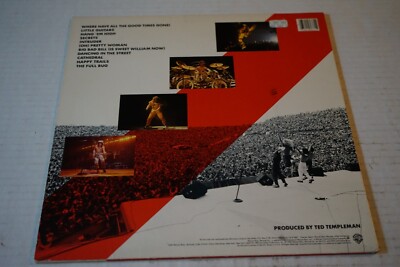 WHERE HAVE ALL THE GOOD TIMES GONE!
LITTLE GUITARS
HANG 'EM HIGH
SECRETS
INTRUDER
(OH) PRETTY WOMAN
BIG BAD BILL (IS SWEET WILLIAM NOW)
DANCING IN THE STREET
CATHEDRAL
HAPPY TRAILS
THE FULL BUG
PRODUCED BY TED TEMPLEMAN